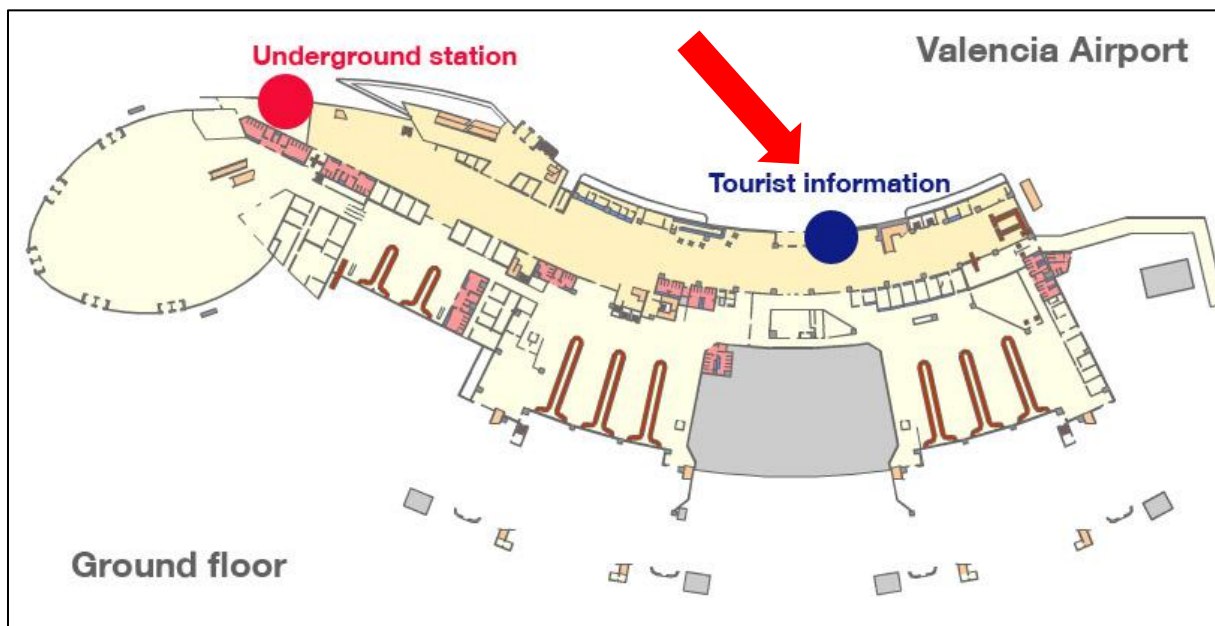 Underground station
Valencia Airport
Tourist information
Ground floor